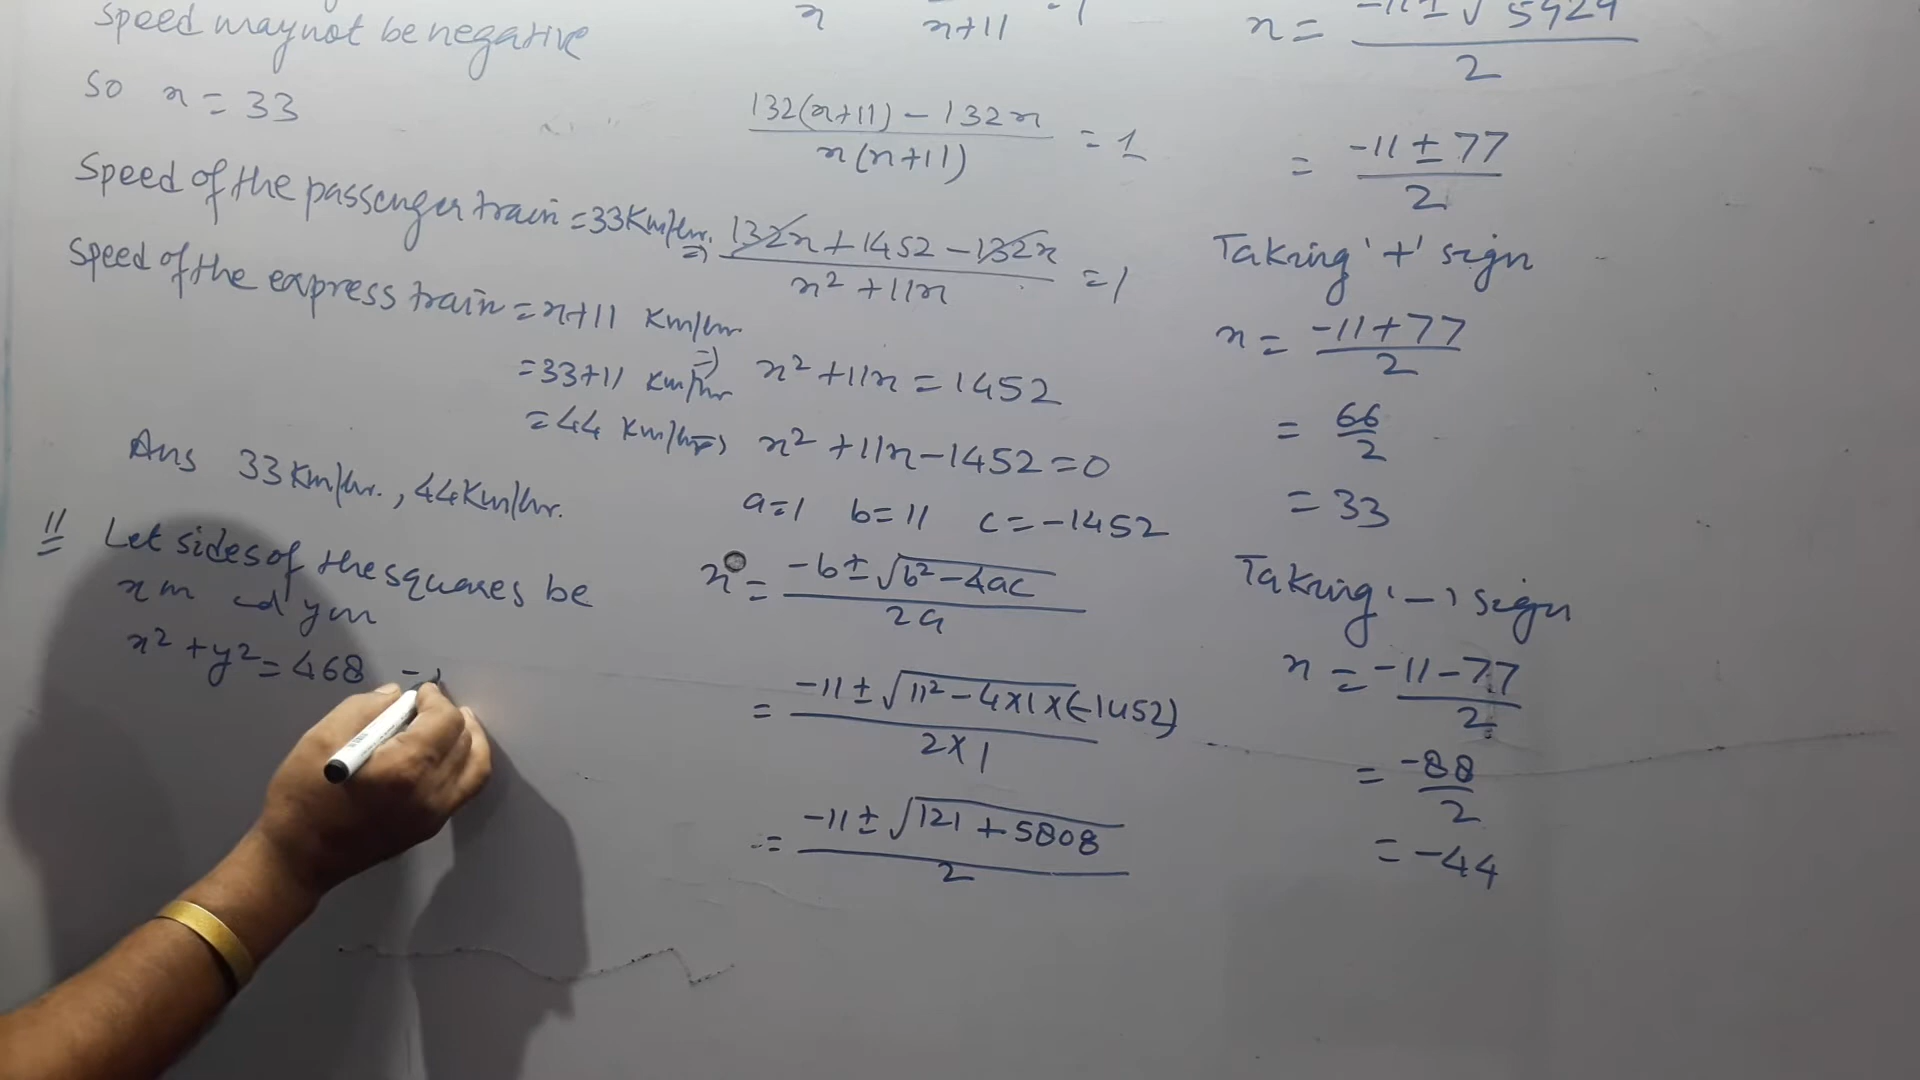 Speed may not be negative
So x = 33
Speed of the passenger train = 33 Km/hr.
Speed of the express train = x+11 Km/hr
= 33+11 Km/hr
= 44 Km/hr
Ans 33 Km/hr., 44 Km/hr.
11 Let sides of the squares be
x m and y m
x² + y² = 468
x x+11
132(x+11) - 132x / x(x+11) = 1
⇒ 132x + 1452 - 132x / x² + 11x = 1
⇒ x² + 11x = 1452
⇒ x² + 11x - 1452 = 0
a=1 b=11 c=-1452
x = -b ± √b² - 4ac / 2a
= -11 ± √11² - 4×1×(-1452) / 2×1
= -11 ± √121 + 5808 / 2
x = -11 ± √5929 / 2
= -11 ± 77 / 2
Taking '+' sign
x = -11+77 / 2
= 66 / 2
= 33
Taking '-' sign
x = -11-77 / 2
= -88 / 2
= -44